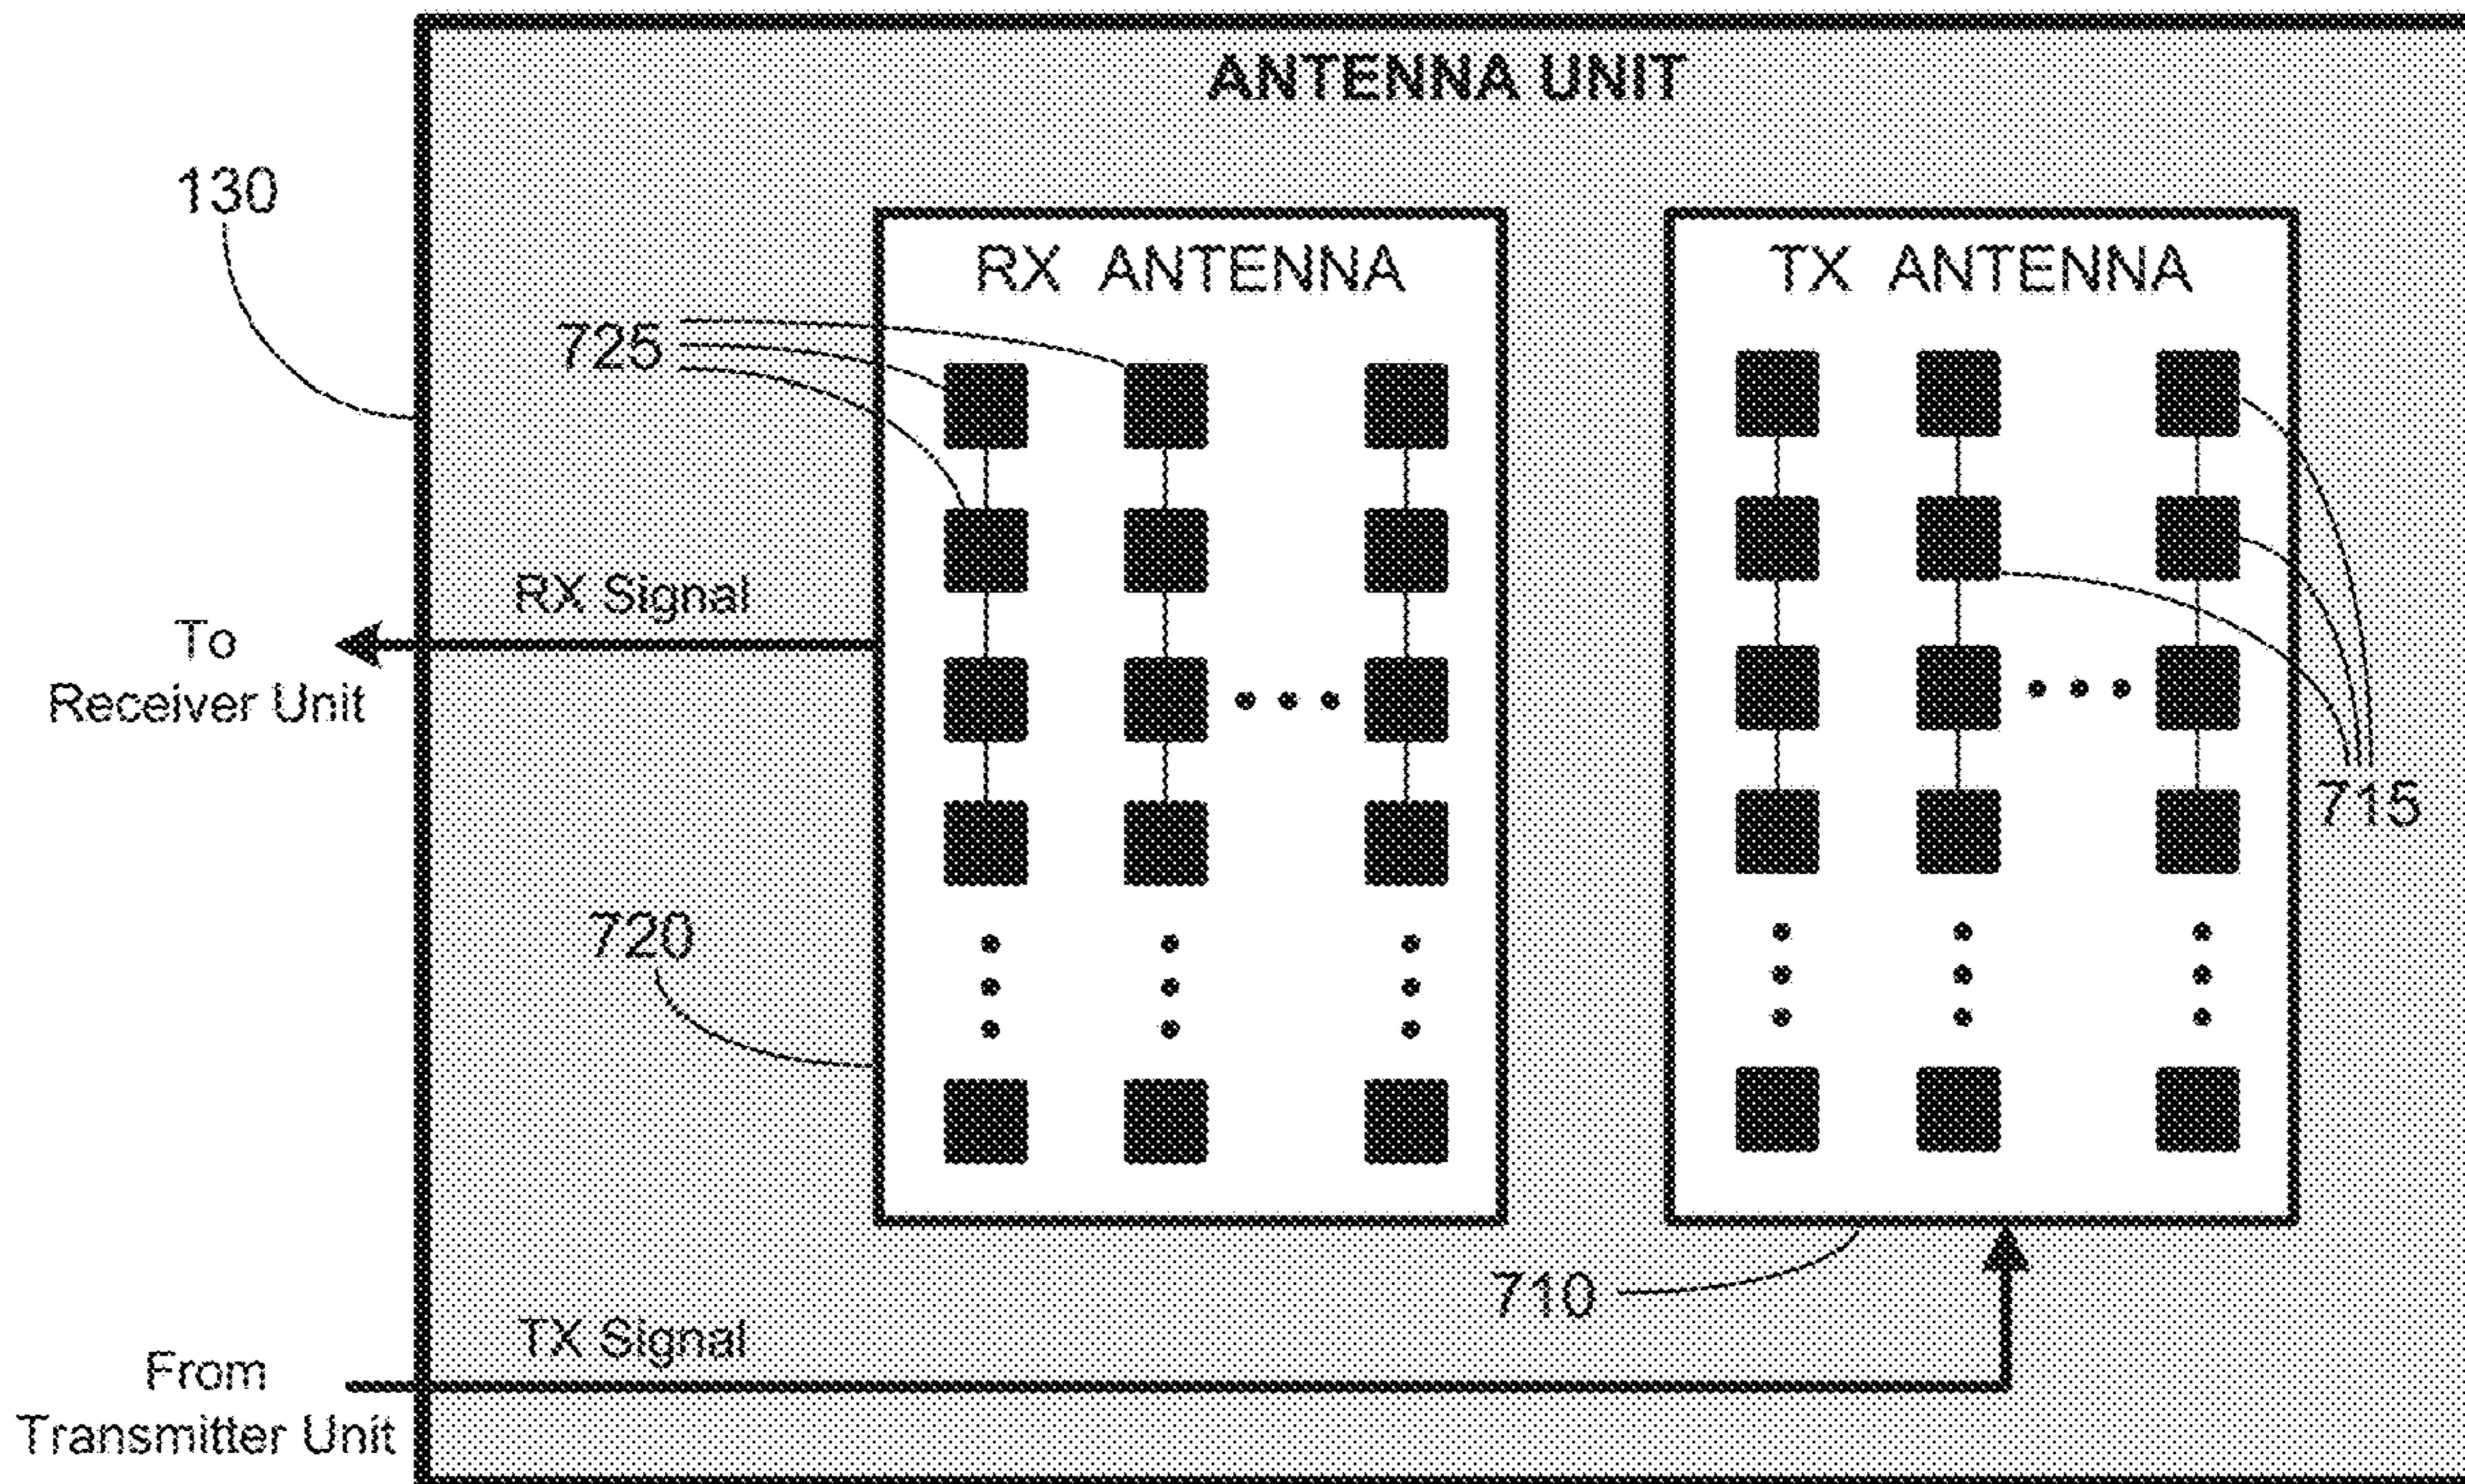 ANTENNA UNIT
130
RX ANTENNA
TX ANTENNA
725
RX Signal
To
Receiver Unit
715
720
710
TX Signal
From
Transmitter Unit